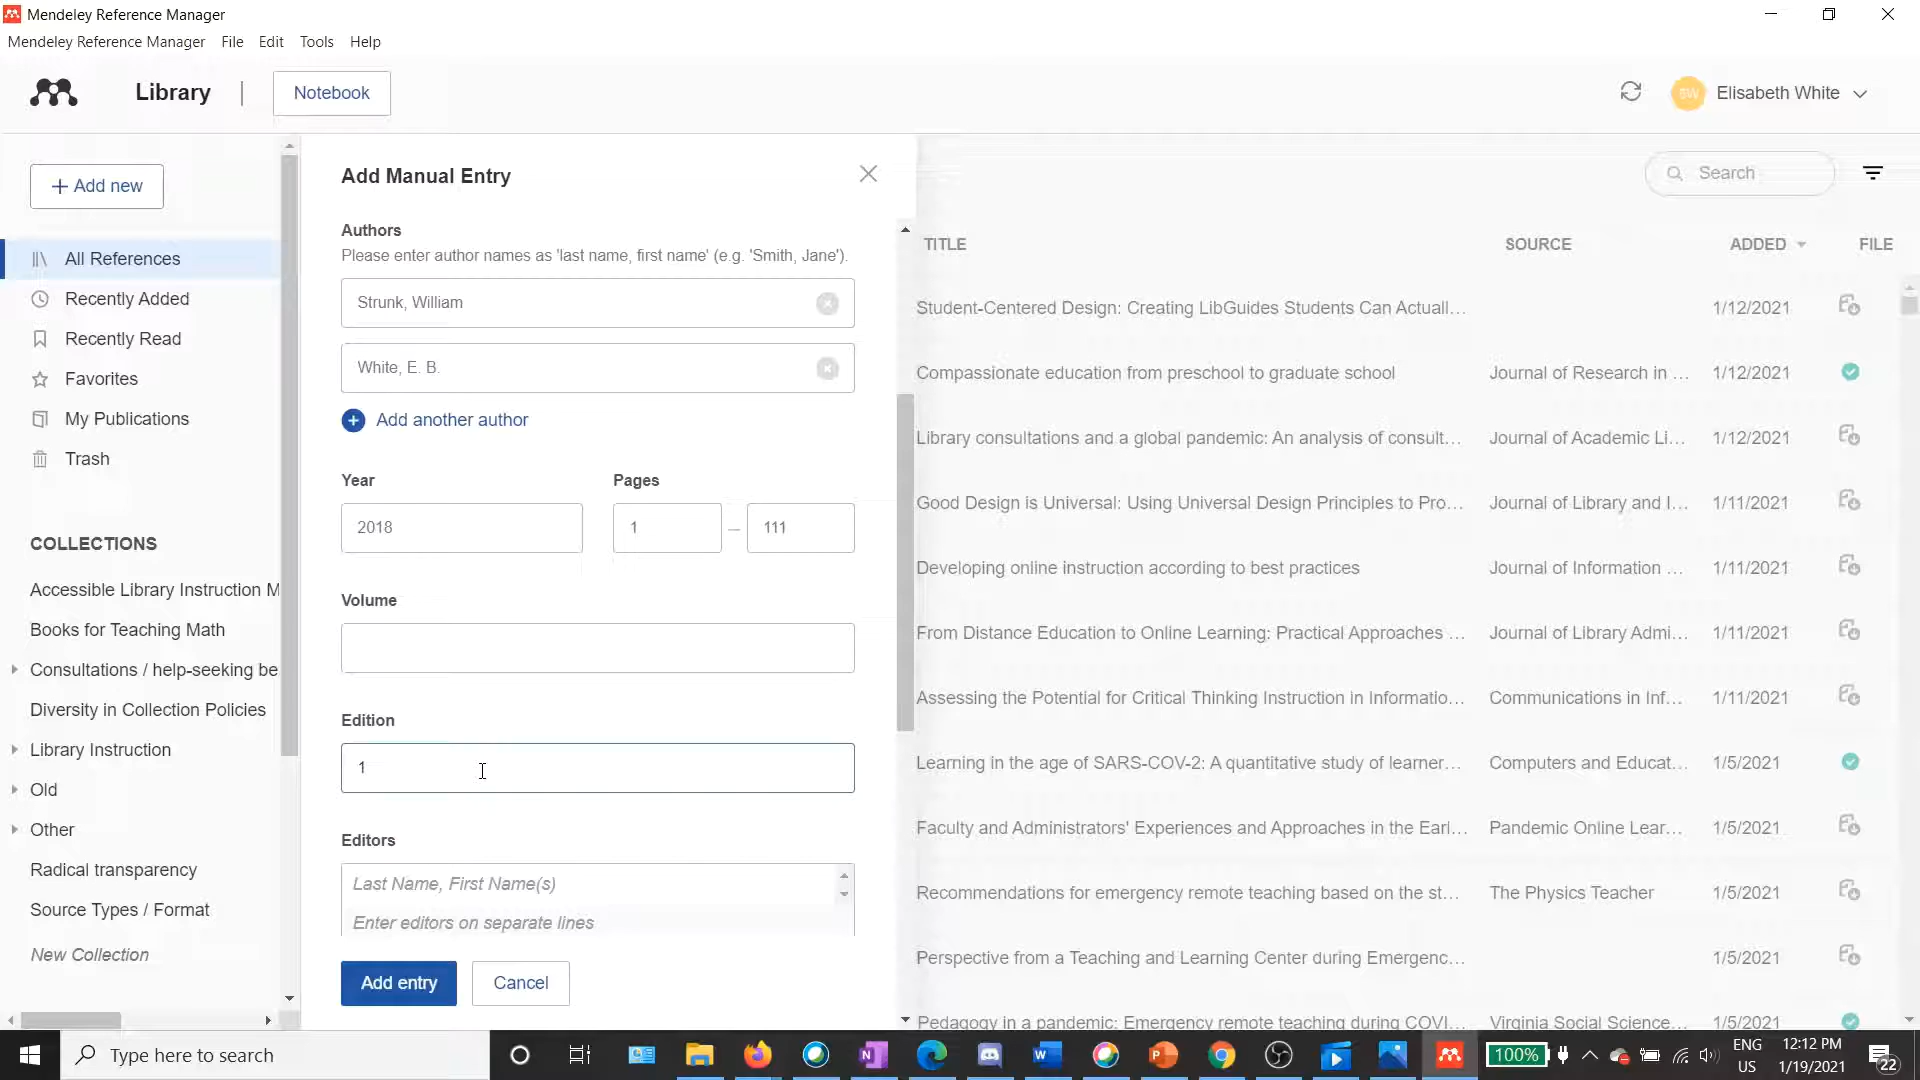 Mendeley Reference Manager
Mendeley Reference Manager File Edit Tools Help
Library | Notebook
Elisabeth White
+ Add new
All References
Recently Added
Recently Read
Favorites
My Publications
Trash
COLLECTIONS
Accessible Library Instruction M
Books for Teaching Math
Consultations / help-seeking be
Diversity in Collection Policies
Library Instruction
Old
Other
Radical transparency
Source Types / Format
New Collection
Add Manual Entry
Authors
Please enter author names as 'last name, first name' (e.g. 'Smith, Jane').
Strunk, William
White, E. B.
Add another author
Year Pages
2018 1 – 111
Volume
Edition
1
Editors
Last Name, First Name(s)
Enter editors on separate lines
Add entry Cancel
Search
TITLE SOURCE ADDED FILE
Student-Centered Design: Creating LibGuides Students Can Actuall... 1/12/2021
Compassionate education from preschool to graduate school Journal of Research in ... 1/12/2021
Library consultations and a global pandemic: An analysis of consult... Journal of Academic Li... 1/12/2021
Good Design is Universal: Using Universal Design Principles to Pro... Journal of Library and I... 1/11/2021
Developing online instruction according to best practices Journal of Information ... 1/11/2021
From Distance Education to Online Learning: Practical Approaches ... Journal of Library Admi... 1/11/2021
Assessing the Potential for Critical Thinking Instruction in Informatio... Communications in Inf... 1/11/2021
Learning in the age of SARS-COV-2: A quantitative study of learner... Computers and Educat... 1/5/2021
Faculty and Administrators' Experiences and Approaches in the Earl... Pandemic Online Lear... 1/5/2021
Recommendations for emergency remote teaching based on the st... The Physics Teacher 1/5/2021
Perspective from a Teaching and Learning Center during Emergenc... 1/5/2021
Pedagogy in a pandemic: Emergency remote teaching during COVI... Virginia Social Science... 1/5/2021
Type here to search
100%
ENG
US
12:12 PM
1/19/2021
22